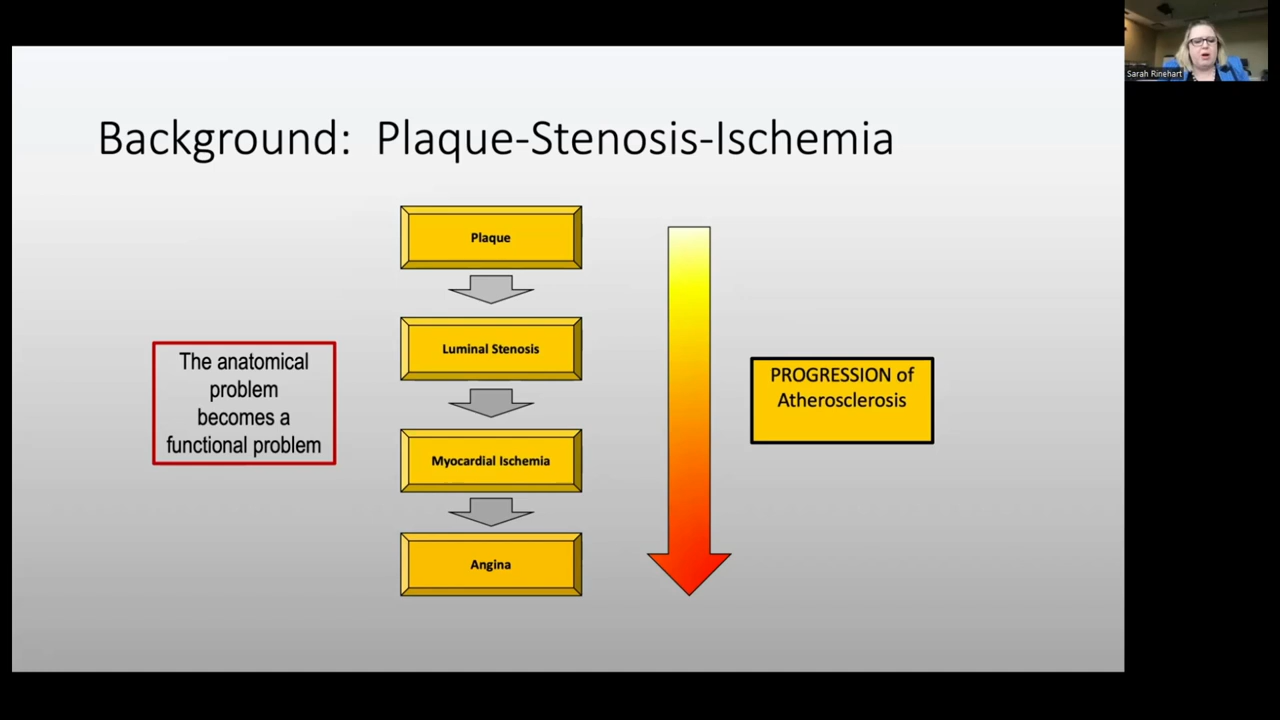 Sarah Rinehart
Background: Plaque-Stenosis-Ischemia
Plaque
Luminal Stenosis
Myocardial Ischemia
Angina
The anatomical
problem
becomes a
functional problem
PROGRESSION of
Atherosclerosis